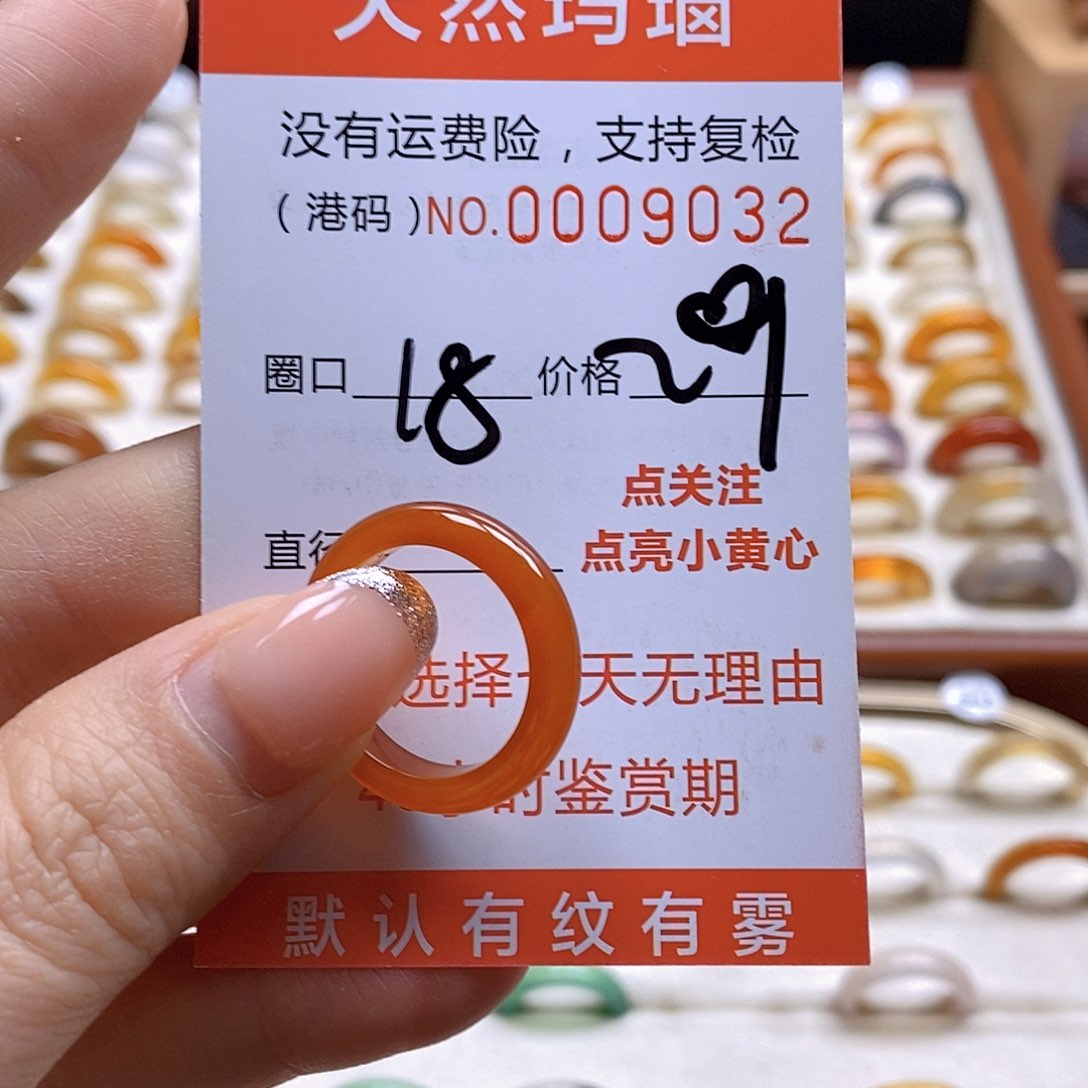 天然玛瑙
没有运费险，支持复检
（港码）NO.0009032
圈口 18 价格 29
点关注
直径 点亮小黄心
选择 天无理由
时鉴赏期
默认有纹有雾